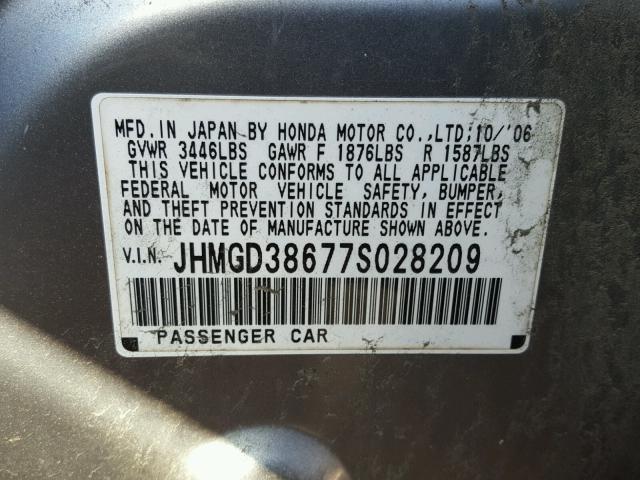 MFD. IN JAPAN BY HONDA MOTOR CO.,LTD;10/'06
GVWR 3446LBS GAWR F 1876LBS R 1587LBS
THIS VEHICLE CONFORMS TO ALL APPLICABLE
FEDERAL MOTOR VEHICLE SAFETY, BUMPER,
AND THEFT PREVENTION STANDARDS IN EFFECT
ON THE DATE OF MANUFACTURE SHOWN ABOVE.
V.I.N. JHMGD38677S028209
PASSENGER CAR